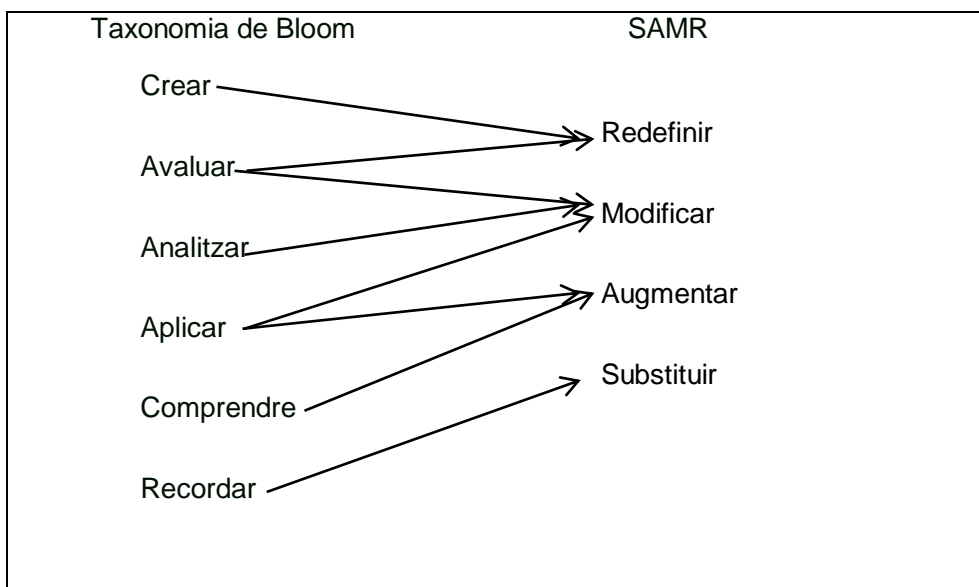 Taxonomia de Bloom
Crear
Avaluar
Analitzar
Aplicar
Comprendre
Recordar
SAMR
Redefinir
Modificar
Augmentar
Substituir